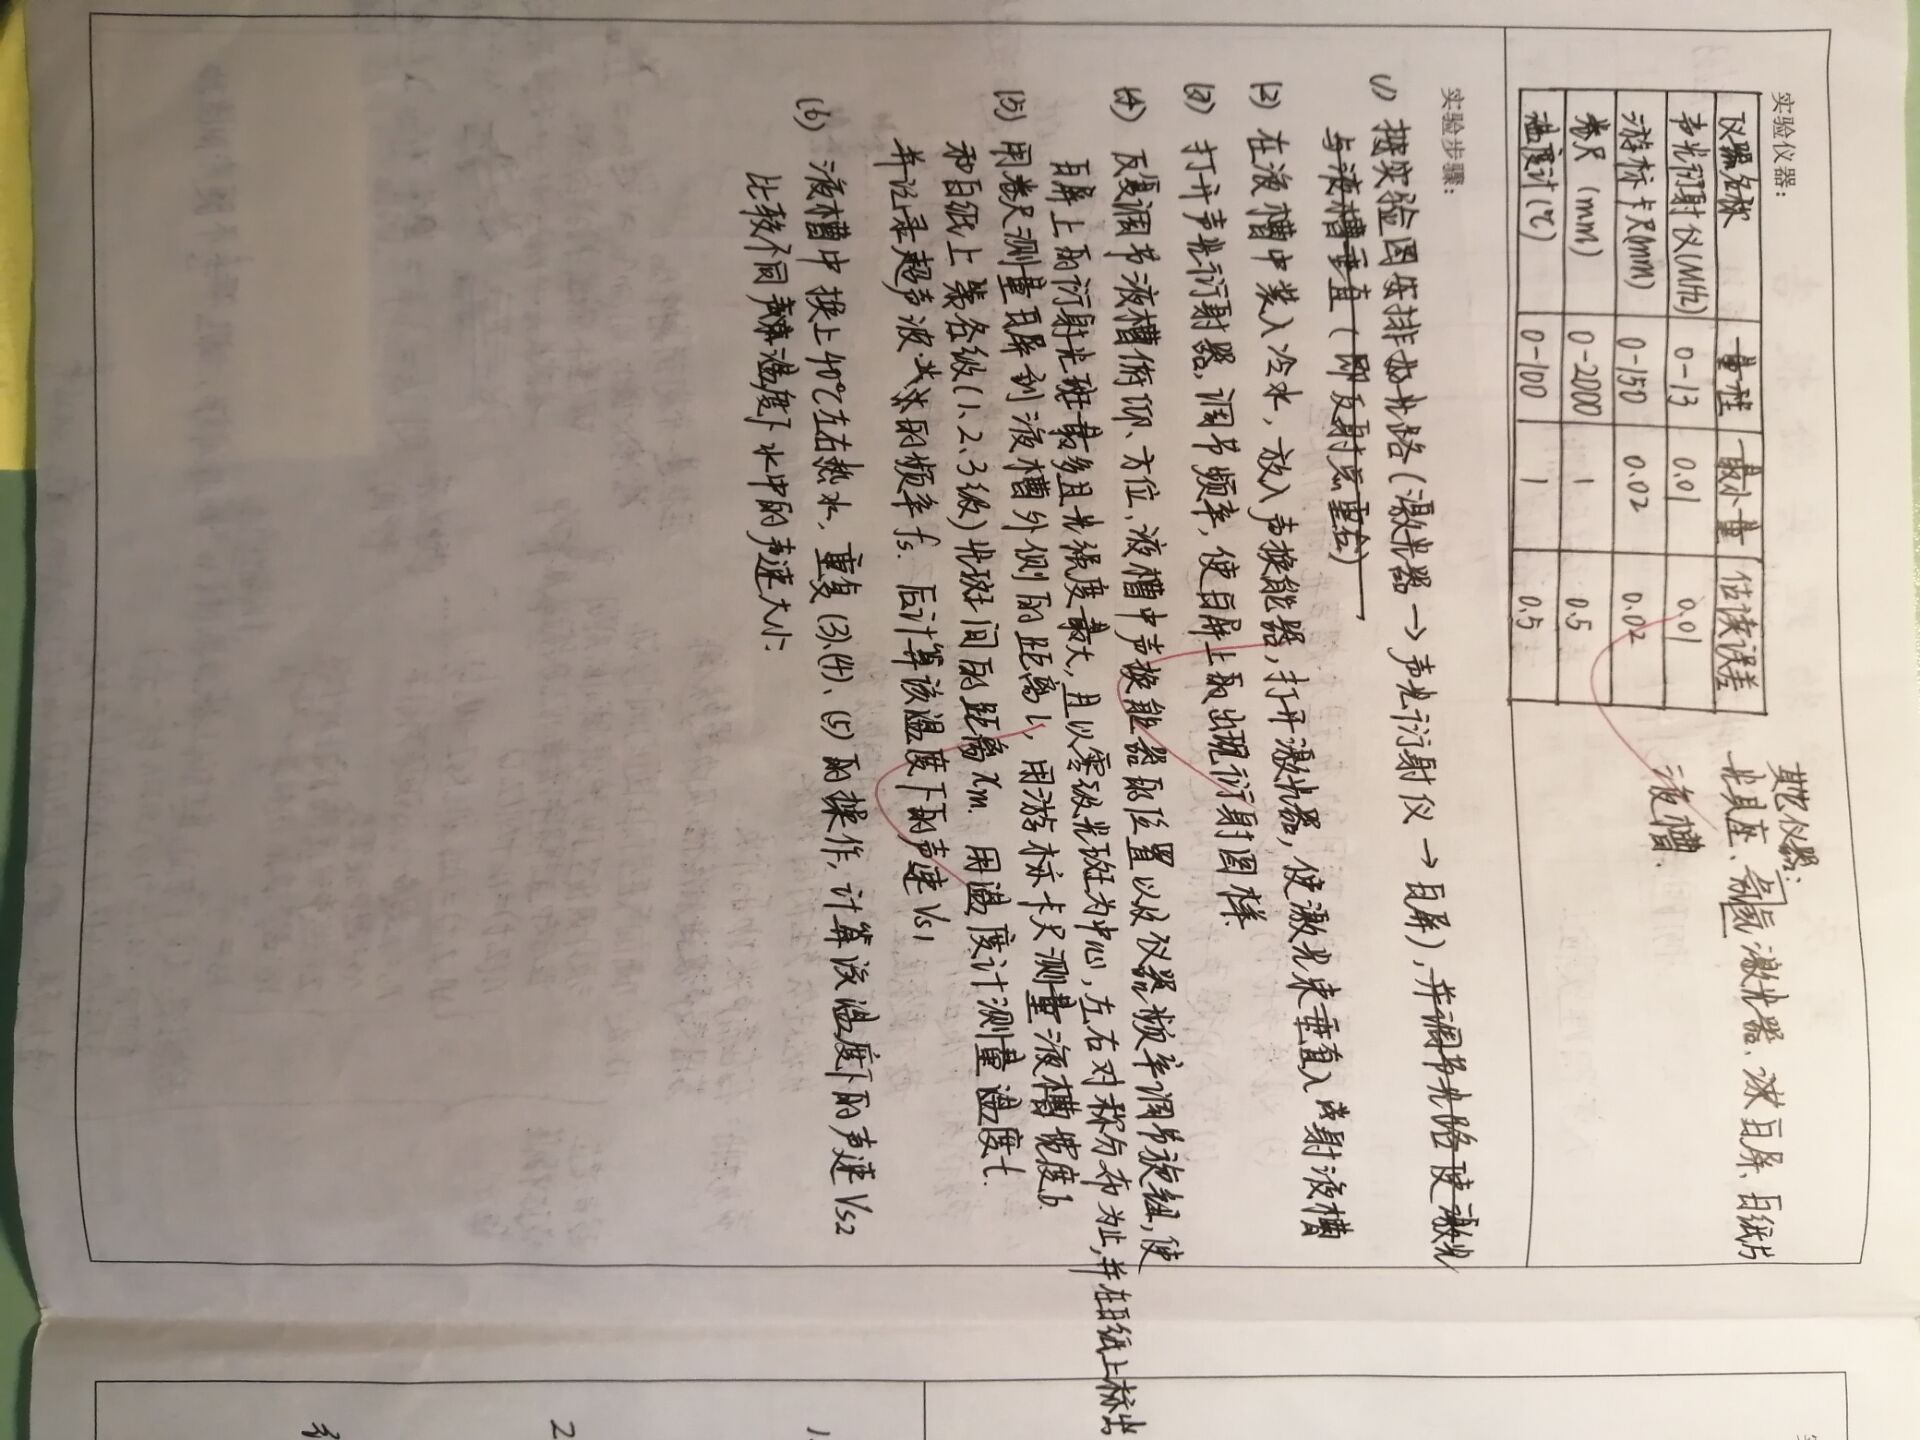 实验仪器:
仪器名称 量程 最小量 估读误差
声光衍射仪(MHz) 0-13 0.01 0.01
游标卡尺(mm) 0-150 0.02 0.02
卷尺(mm) 0-2000 1 0.5
温度计(℃) 0-100 1 0.5
其它仪器:
光具座、氦氖激光器、白屏、白纸片
液槽.
实验步骤:
(1) 按实验图安排好光路(激光器→声光衍射仪→白屏),并调节光路使激光
与液槽垂直(即反射点重合)
(2) 在液槽中装入冷水,放入声换能器,打开激光器,使激光束垂直入射液槽
(3) 打开声光衍射器,调节频率,使白屏上出现衍射图样.
(4) 反复调节液槽俯仰、方位、液槽中声换能器的位置以及仪器频率调节旋钮,使
白屏上的衍射光斑最多且光强度最大,且以零级光斑为中心,左右对称分布为止,并在白纸上标出
(5) 用卷尺测量白屏到液槽外侧的距离L,用游标卡尺测量液槽宽度b
和白纸上各级(1、2、3级)光斑间的距离Xm 用温度计测量温度t.
并记录超声波的频率fs. 后计算该温度下的声速Vs1
(6) 液槽中换上40℃左右热水,重复(3)、(4)、(5)的操作,计算该温度下的声速Vs2
比较不同温度下水中的声速大小.
1.
2